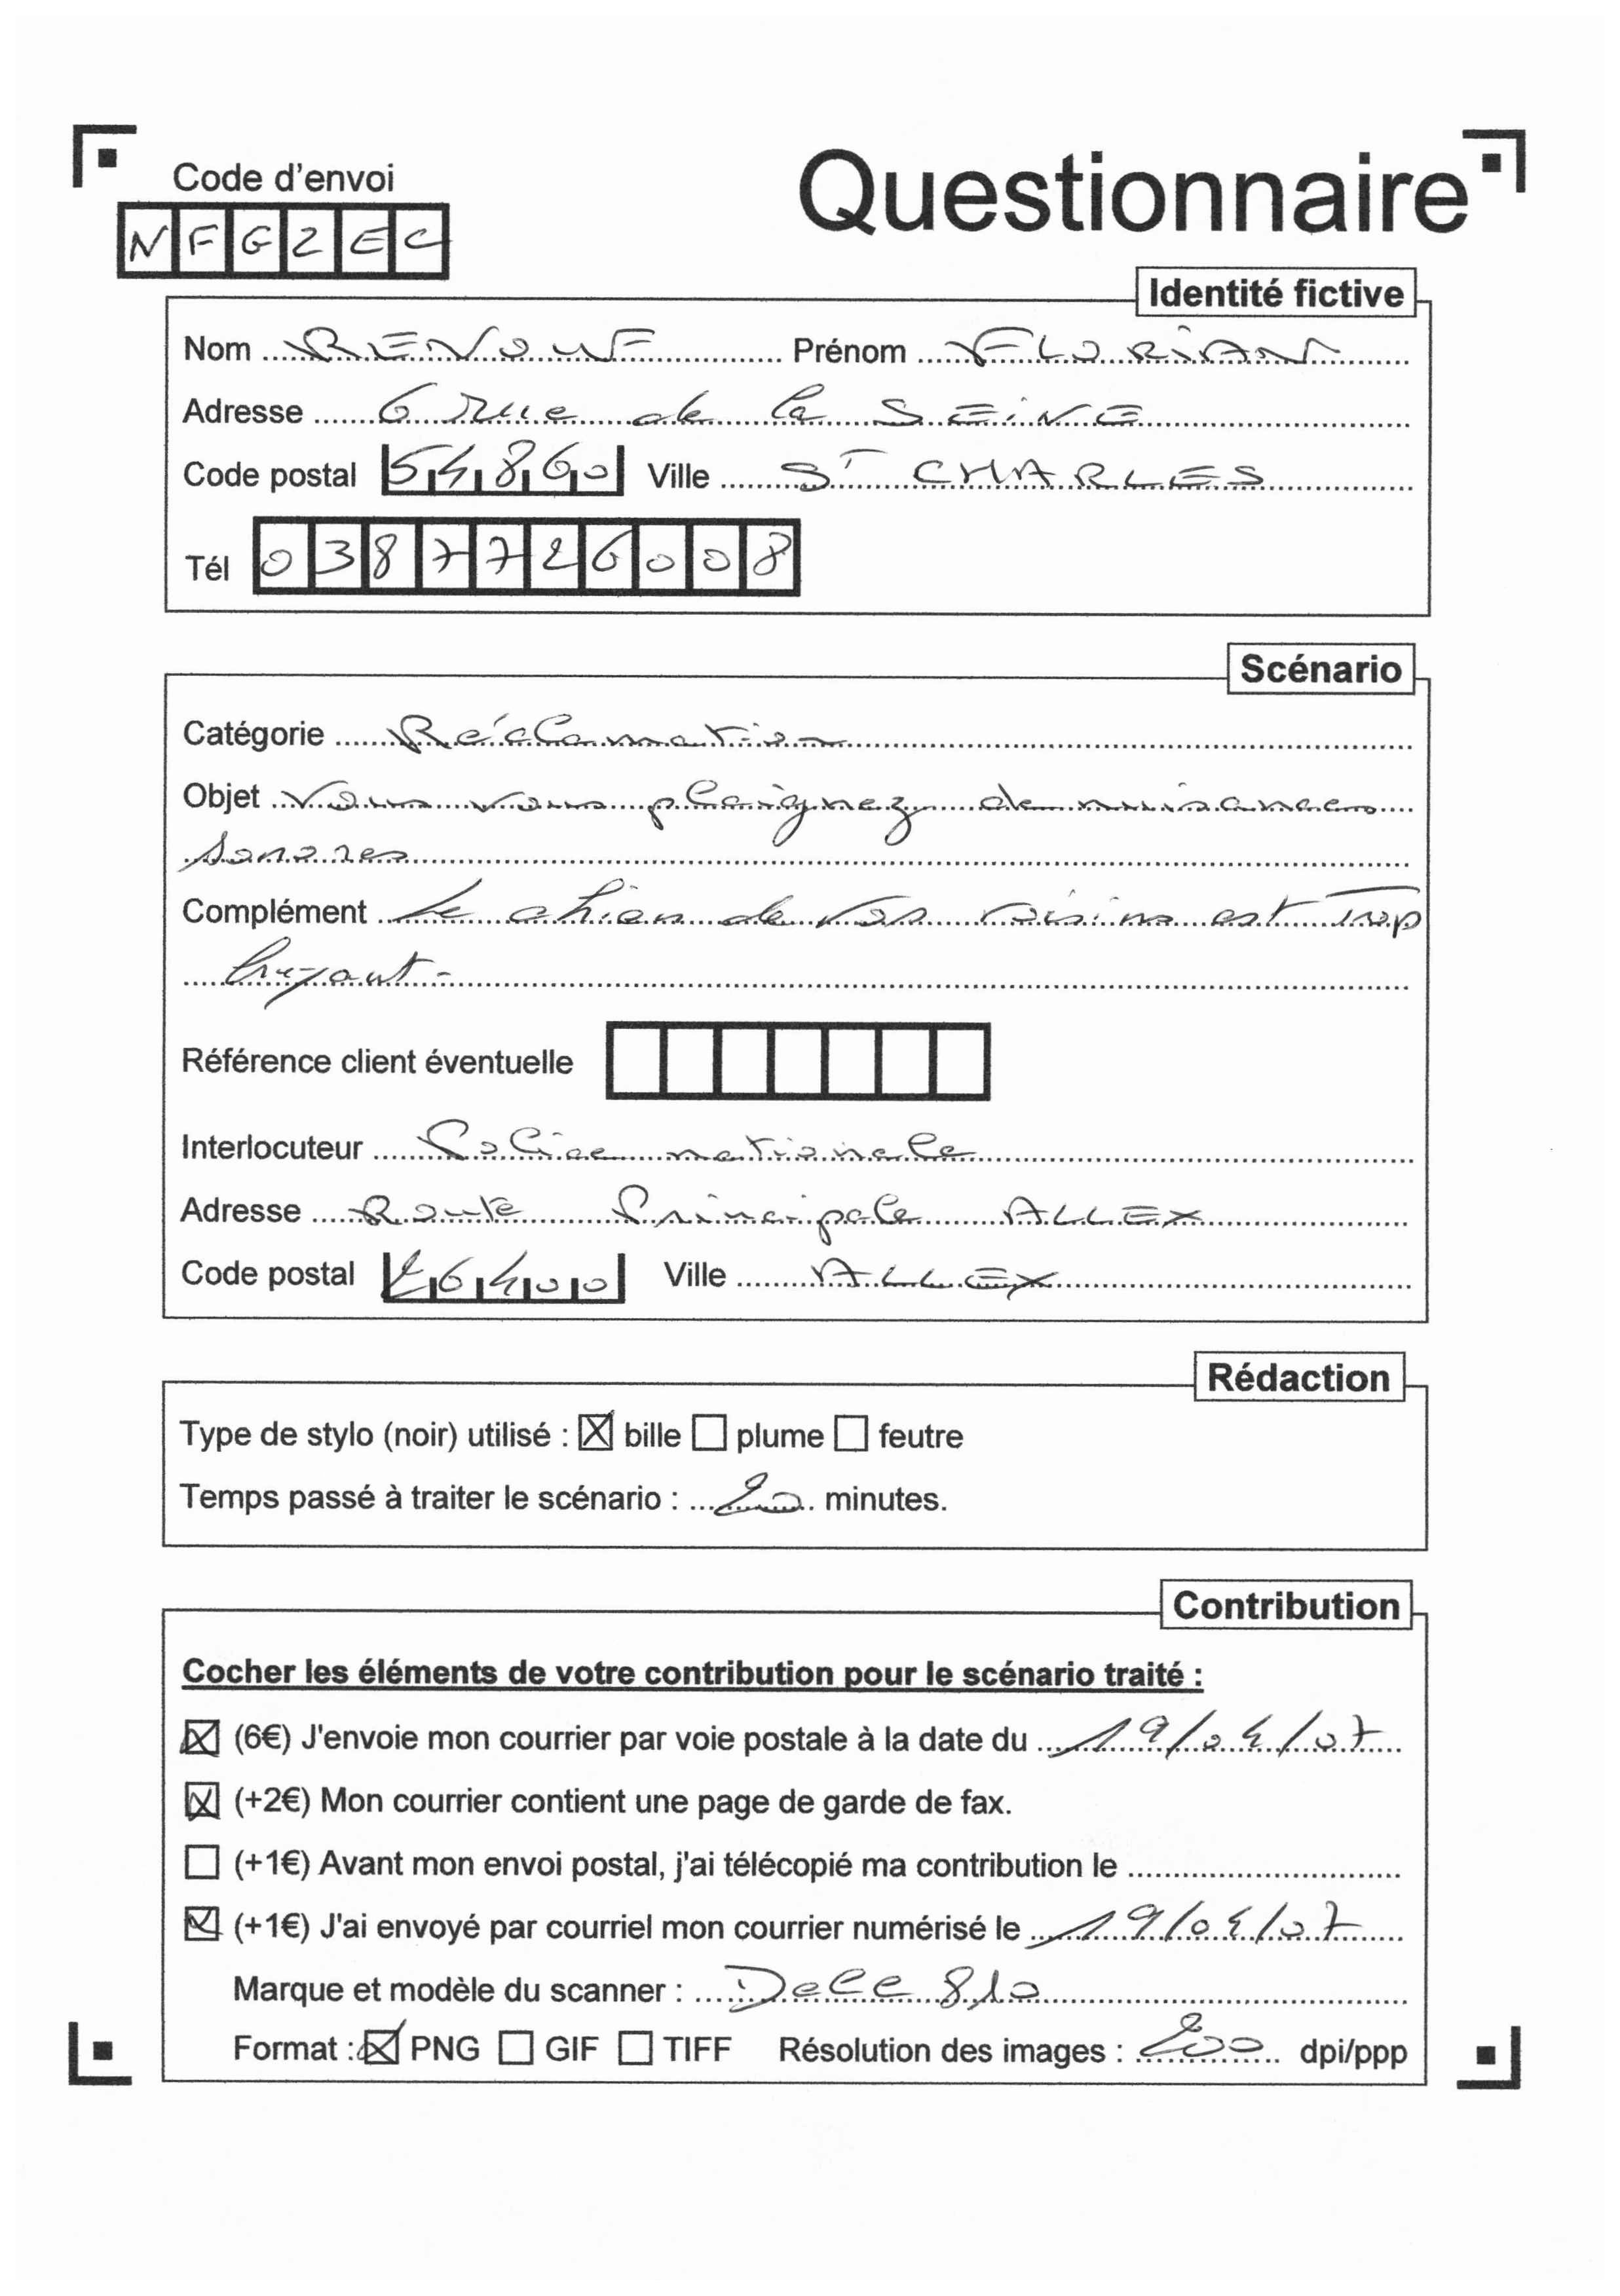 Code d'envoi
Questionnaire
NFG2EC
Identité fictive
Nom RENOUF Prénom FLORIAN
Adresse 6 rue de la SEINE
Code postal 54860 Ville ST CHARLES
Tél 0387726008
Scénario
Catégorie Réclamation
Objet Vous vous plaignez de nuisances
sonores
Complément Le chien de vos voisins est trop
bruyant.
Référence client éventuelle
Interlocuteur Police nationale
Adresse Route Principale ALLEX
Code postal 26400 Ville ALLEX
Rédaction
Type de stylo (noir) utilisé : ☒ bille ☐ plume ☐ feutre
Temps passé à traiter le scénario : 20 minutes.
Contribution
Cocher les éléments de votre contribution pour le scénario traité :
☒ (6€) J'envoie mon courrier par voie postale à la date du 19/04/07
☒ (+2€) Mon courrier contient une page de garde de fax.
☐ (+1€) Avant mon envoi postal, j'ai télécopié ma contribution le
☒ (+1€) J'ai envoyé par courriel mon courrier numérisé le 19/04/07
Marque et modèle du scanner : Dell 810
Format : ☒ PNG ☐ GIF ☐ TIFF Résolution des images : 200 dpi/ppp